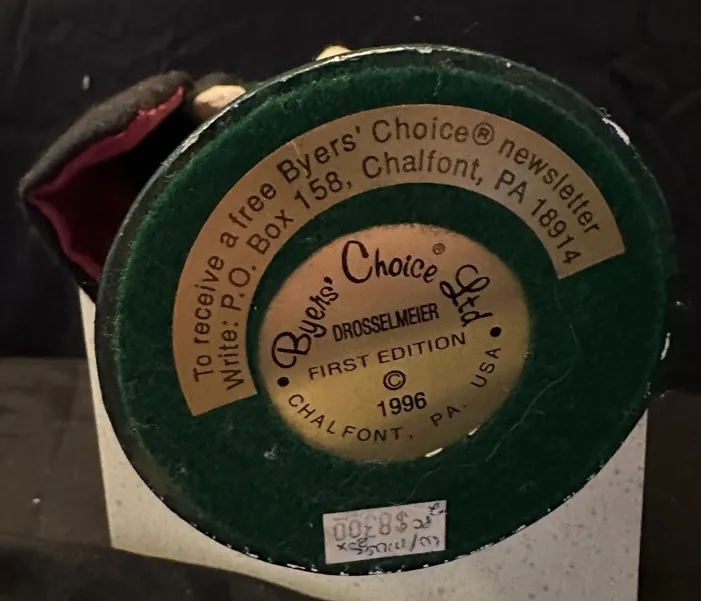 To receive a free Byers' Choice® newsletter
Write: P.O. Box 158, Chalfont, PA 18914
Byers' Choice® Ltd
DROSSELMEIER
FIRST EDITION
©
1996
• CHALFONT, PA. USA •
$8300